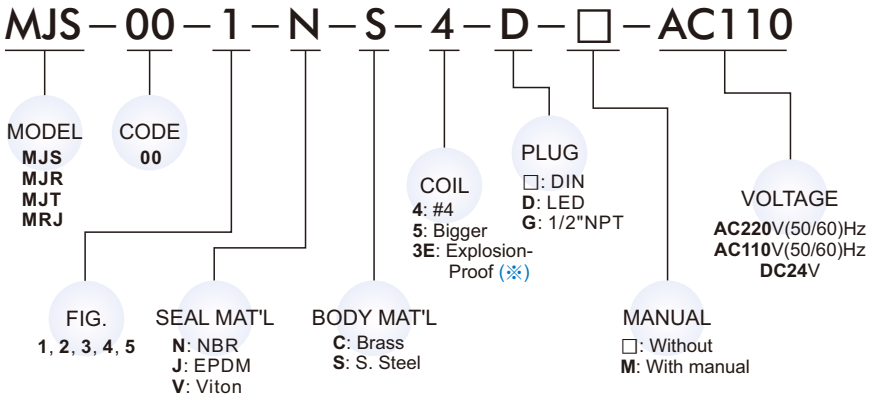 MJS-00-1-N-S-4-D-□-AC110
MODEL
MJS
MJR
MJT
MRJ
CODE
00
COIL
4: #4
5: Bigger
3E: Explosion-
Proof (※)
PLUG
□: DIN
D: LED
G: 1/2"NPT
VOLTAGE
AC220V(50/60)Hz
AC110V(50/60)Hz
DC24V
FIG.
1, 2, 3, 4, 5
SEAL MAT'L
N: NBR
J: EPDM
V: Viton
BODY MAT'L
C: Brass
S: S. Steel
MANUAL
□: Without
M: With manual